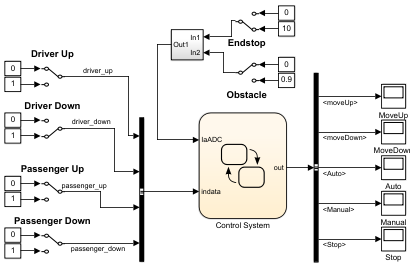 Driver Up
0
1
driver_up
Driver Down
0
1
driver_down
Passenger Up
0
1
passenger_up
Passenger Down
0
1
passenger_down
In1
In2
Out1
0
10
Endstop
0
0.9
Obstacle
IaADC
indata
out
Control System
<moveUp>
MoveUp
<moveDown>
MoveDown
<Auto>
Auto
<Manual>
Manual
<Stop>
Stop